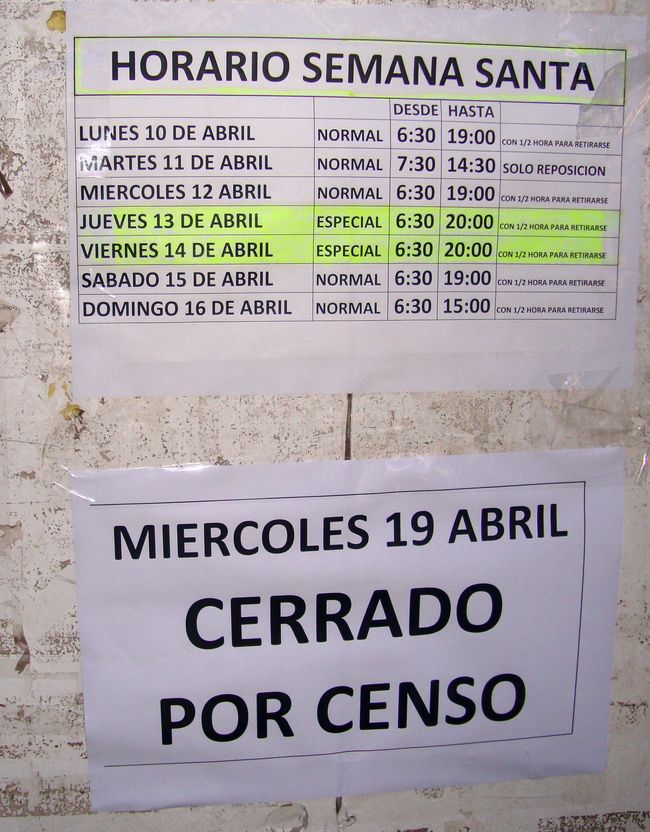 HORARIO SEMANA SANTA
DESDE HASTA
LUNES 10 DE ABRIL NORMAL 6:30 19:00 CON 1/2 HORA PARA RETIRARSE
MARTES 11 DE ABRIL NORMAL 7:30 14:30 SOLO REPOSICION
MIERCOLES 12 ABRIL NORMAL 6:30 19:00 CON 1/2 HORA PARA RETIRARSE
JUEVES 13 DE ABRIL ESPECIAL 6:30 20:00 CON 1/2 HORA PARA RETIRARSE
VIERNES 14 DE ABRIL ESPECIAL 6:30 20:00 CON 1/2 HORA PARA RETIRARSE
SABADO 15 DE ABRIL NORMAL 6:30 19:00 CON 1/2 HORA PARA RETIRARSE
DOMINGO 16 DE ABRIL NORMAL 6:30 15:00 CON 1/2 HORA PARA RETIRARSE
MIERCOLES 19 ABRIL
CERRADO
POR CENSO